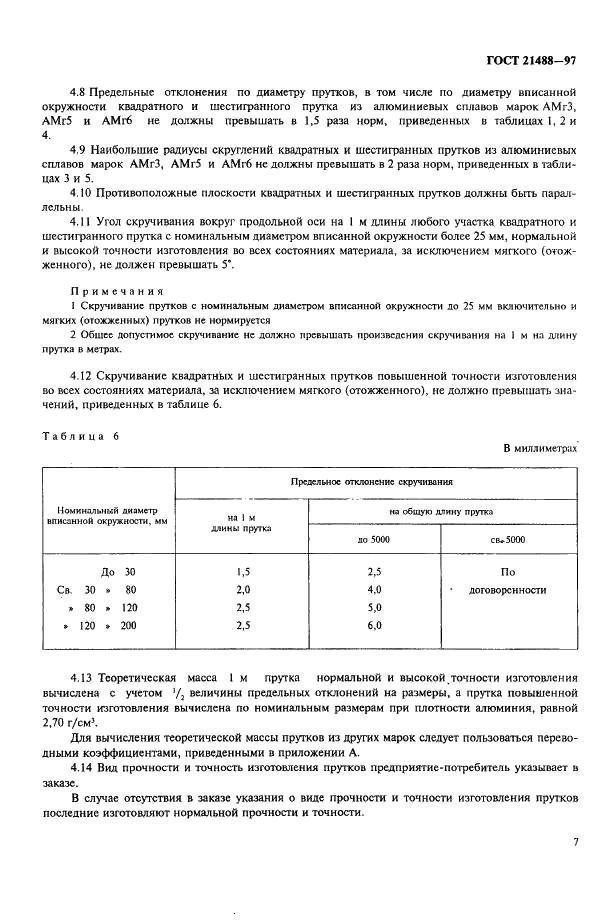 ГОСТ 21488—97
4.8 Предельные отклонения по диаметру прутков, в том числе по диаметру вписанной
окружности квадратного и шестигранного прутка из алюминиевых сплавов марок АМг3,
АМг5 и АМг6 не должны превышать в 1,5 раза норм, приведенных в таблицах 1, 2 и
4.
4.9 Наибольшие радиусы скруглений квадратных и шестигранных прутков из алюминиевых
сплавов марок АМг3, АМг5 и АМг6 не должны превышать в 2 раза норм, приведенных в табли-
цах 3 и 5.
4.10 Противоположные плоскости квадратных и шестигранных прутков должны быть парал-
лельны.
4.11 Угол скручивания вокруг продольной оси на 1 м длины любого участка квадратного и
шестигранного прутка с номинальным диаметром вписанной окружности более 25 мм, нормальной
и высокой точности изготовления во всех состояниях материала, за исключением мягкого (отож-
женного), не должен превышать 5°.
Примечания
1 Скручивание прутков с номинальным диаметром вписанной окружности до 25 мм включительно и
мягких (отожженных) прутков не нормируется
2 Общее допустимое скручивание не должно превышать произведения скручивания на 1 м на длину
прутка в метрах.
4.12 Скручивание квадратных и шестигранных прутков повышенной точности изготовления
во всех состояниях материала, за исключением мягкого (отожженного), не должно превышать зна-
чений, приведенных в таблице 6.
Таблица 6
В миллиметрах
Предельное отклонение скручивания
Номинальный диаметр
вписанной окружности, мм
на 1 м
длины прутка
на общую длину прутка
до 5000 св. 5000
До 30 1,5 2,5 По
Св. 30 » 80 2,0 4,0 договоренности
» 80 » 120 2,5 5,0
» 120 » 200 2,5 6,0
4.13 Теоретическая масса 1 м прутка нормальной и высокой точности изготовления
вычислена с учетом 1/2 величины предельных отклонений на размеры, а прутка повышенной
точности изготовления вычислена по номинальным размерам при плотности алюминия, равной
2,70 г/см³.
Для вычисления теоретической массы прутков из других марок следует пользоваться перево-
дными коэффициентами, приведенными в приложении А.
4.14 Вид прочности и точность изготовления прутков предприятие-потребитель указывает в
заказе.
В случае отсутствия в заказе указания о виде прочности и точности изготовления прутков
последние изготовляют нормальной прочности и точности.
7